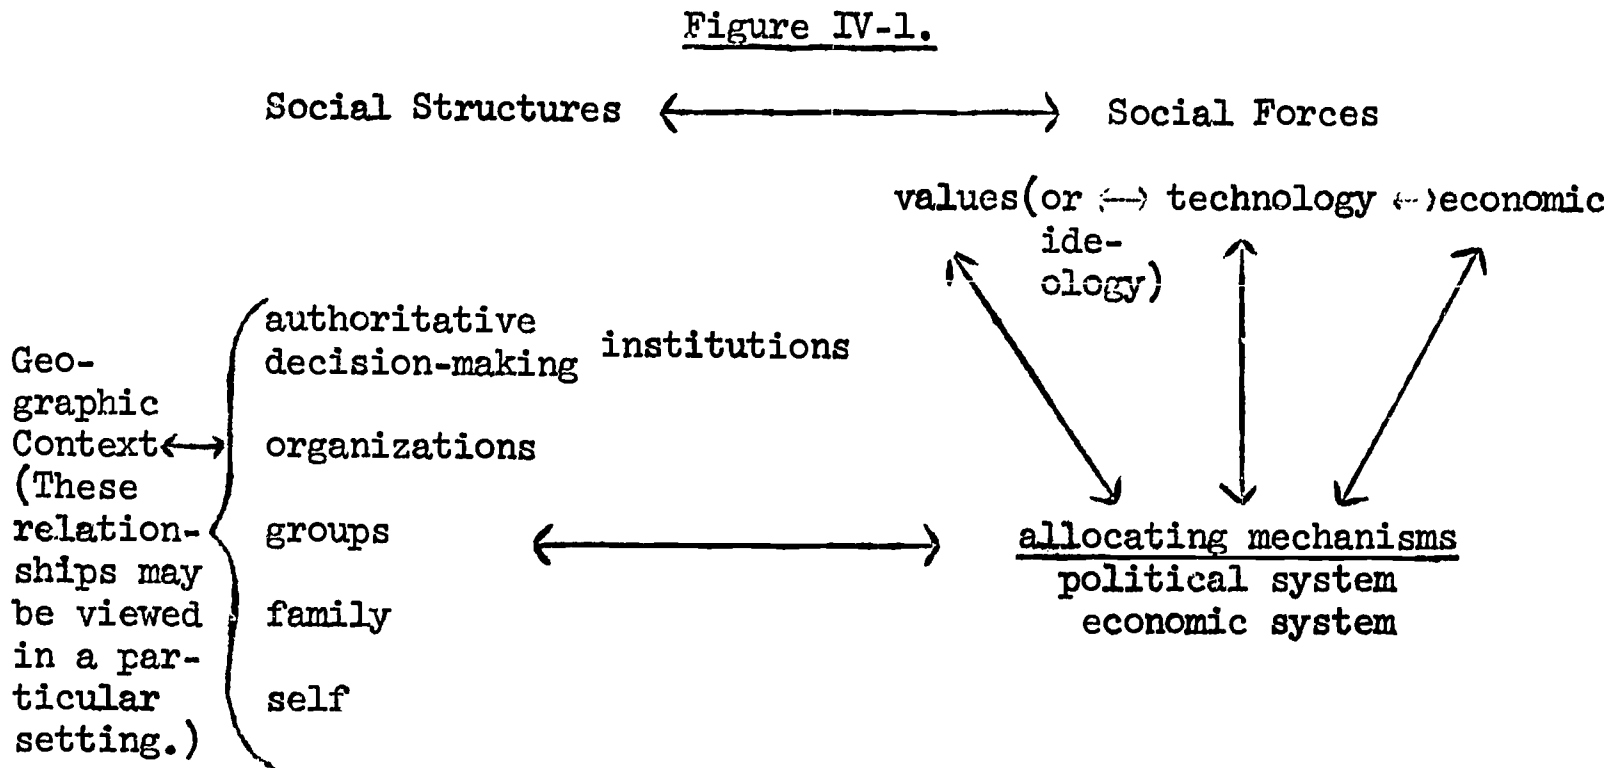 Figure IV-1.
Social Structures Social Forces
values(or technology economic
ide-
ology)
authoritative
decision-making institutions
Geo-
graphic
Context
(These
relation-
ships may
be viewed
in a par-
ticular
setting.)
organizations
groups
family
self
allocating mechanisms
political system
economic system